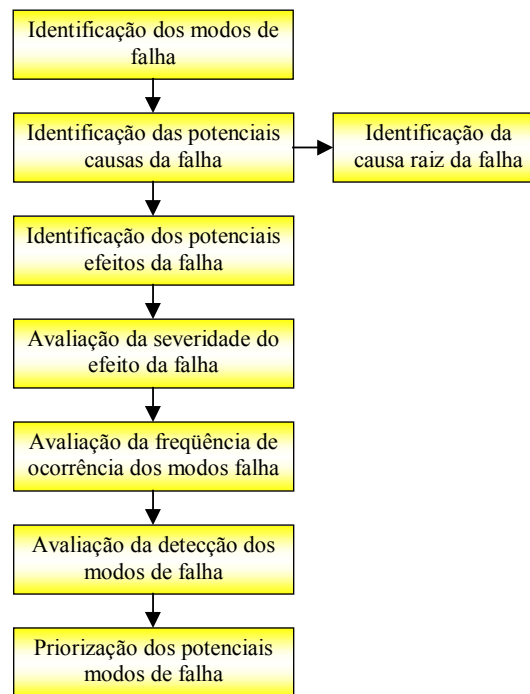 Identificação dos modos de
falha
Identificação das potenciais
causas da falha
Identificação da
causa raiz da falha
Identificação dos potenciais
efeitos da falha
Avaliação da severidade do
efeito da falha
Avaliação da freqüência de
ocorrência dos modos falha
Avaliação da detecção dos
modos de falha
Priorização dos potenciais
modos de falha